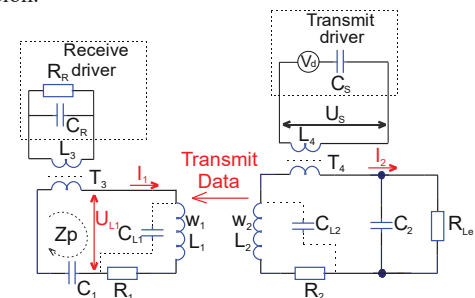 sion.
Transmit
driver
Receive
driver
R_R
C_R
L_3
V_d
C_S
U_S
L_4
I_1
Transmit
Data
I_2
T_3
T_4
U_L1
Zp
C_L1
w_1
L_1
w_2
L_2
C_L2
C_2
R_Le
C_1
R_1